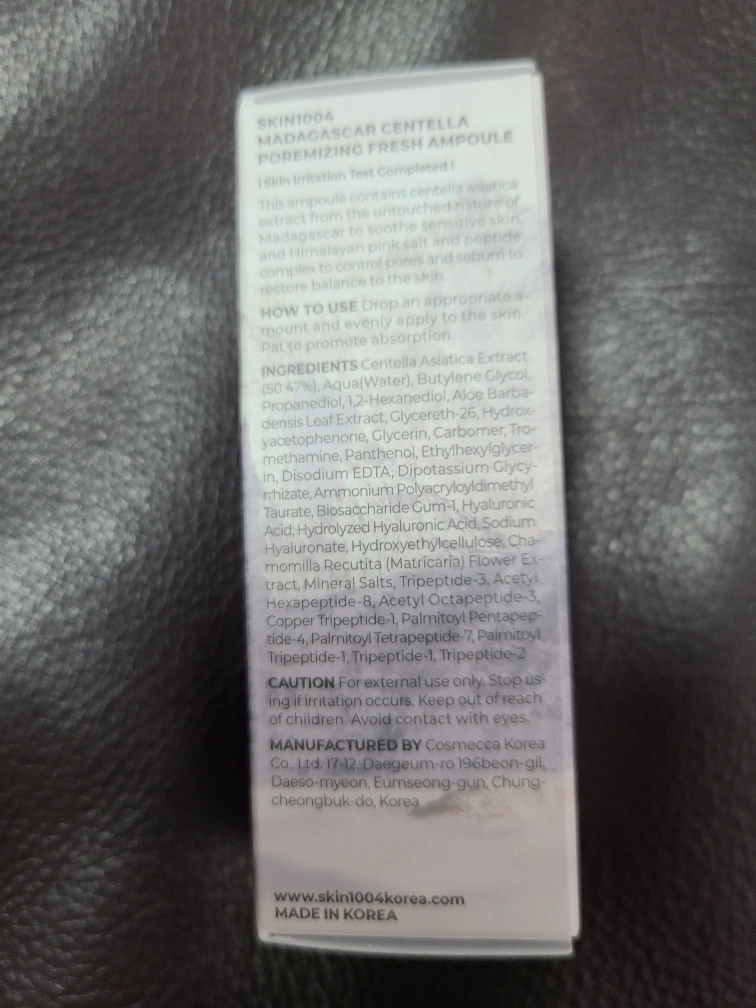 SKIN1004
MADAGASCAR CENTELLA
POREMIZING FRESH AMPOULE
! Skin Irritation Test Completed !
This ampoule contains centella asiatica
extract from the untouched nature of
Madagascar to soothe sensitive skin
and Himalayan pink salt and peptide
complex to control pores and sebum to
restore balance to the skin.
HOW TO USE Drop an appropriate a-
mount and evenly apply to the skin.
Pat to promote absorption.
INGREDIENTS Centella Asiatica Extract
(50.47%), Aqua(Water), Butylene Glycol,
Propanediol, 1,2-Hexanediol, Aloe Barba-
densis Leaf Extract, Glycereth-26, Hydrox-
yacetophenone, Glycerin, Carbomer, Tro-
methamine, Panthenol, Ethylhexylglycer-
in, Disodium EDTA, Dipotassium Glycy-
rrhizate, Ammonium Polyacryloyldimethyl
Taurate, Biosaccharide Gum-1, Hyaluronic
Acid, Hydrolyzed Hyaluronic Acid, Sodium
Hyaluronate, Hydroxyethylcellulose, Cha-
momilla Recutita (Matricaria) Flower Ex-
tract, Mineral Salts, Tripeptide-3, Acetyl
Hexapeptide-8, Acetyl Octapeptide-3,
Copper Tripeptide-1, Palmitoyl Pentapep-
tide-4, Palmitoyl Tetrapeptide-7, Palmitoyl
Tripeptide-1, Tripeptide-1, Tripeptide-2
CAUTION For external use only. Stop us-
ing if irritation occurs. Keep out of reach
of children. Avoid contact with eyes.
MANUFACTURED BY Cosmecca Korea
Co., Ltd. 17-12, Daegeum-ro 196beon-gil,
Daeso-myeon, Eumseong-gun, Chung-
cheongbuk-do, Korea
www.skin1004korea.com
MADE IN KOREA